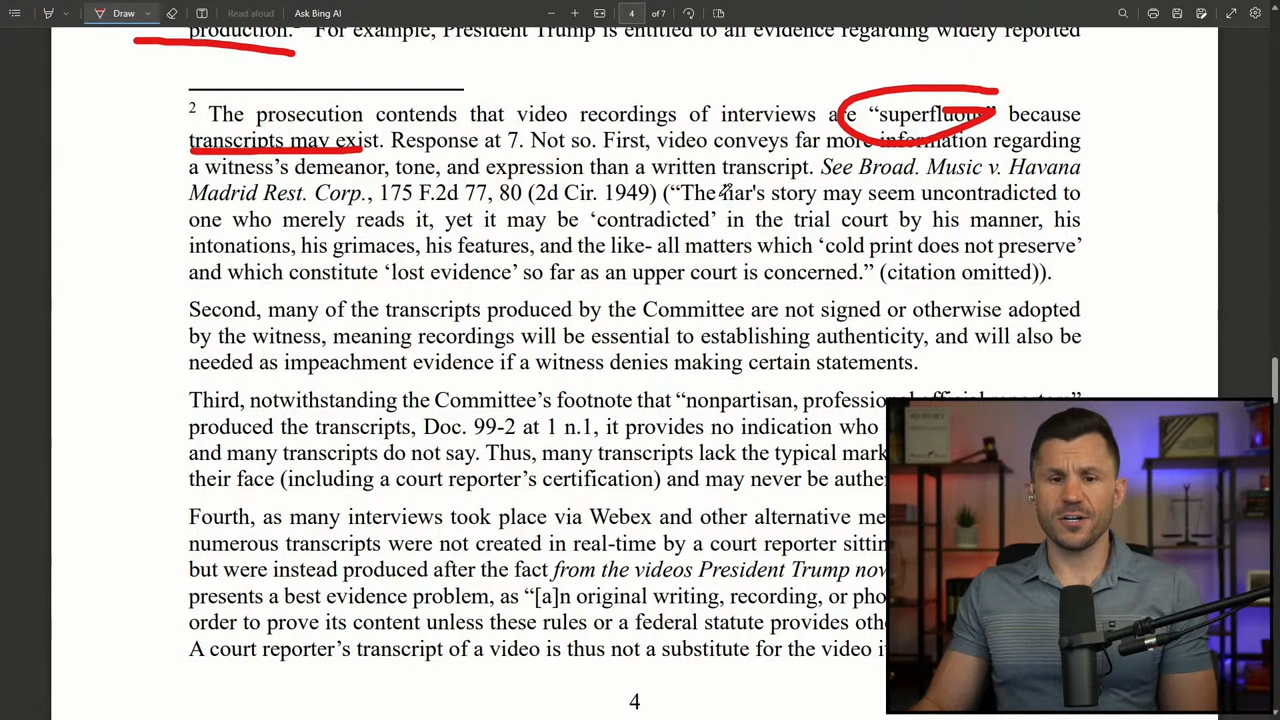 Draw
Read aloud
Ask Bing AI
4 of 7
production.² For example, President Trump is entitled to all evidence regarding widely reported
2 The prosecution contends that video recordings of interviews are “superfluous” because
transcripts may exist. Response at 7. Not so. First, video conveys far more information regarding
a witness’s demeanor, tone, and expression than a written transcript. See Broad. Music v. Havana
Madrid Rest. Corp., 175 F.2d 77, 80 (2d Cir. 1949) (“The liar's story may seem uncontradicted to
one who merely reads it, yet it may be ‘contradicted’ in the trial court by his manner, his
intonations, his grimaces, his features, and the like- all matters which ‘cold print does not preserve’
and which constitute ‘lost evidence’ so far as an upper court is concerned.” (citation omitted)).
Second, many of the transcripts produced by the Committee are not signed or otherwise adopted
by the witness, meaning recordings will be essential to establishing authenticity, and will also be
needed as impeachment evidence if a witness denies making certain statements.
Third, notwithstanding the Committee’s footnote that “nonpartisan, professional official reporters”
produced the transcripts, Doc. 99-2 at 1 n.1, it provides no indication who
and many transcripts do not say. Thus, many transcripts lack the typical mark
their face (including a court reporter’s certification) and may never be authe
Fourth, as many interviews took place via Webex and other alternative me
numerous transcripts were not created in real-time by a court reporter sittin
but were instead produced after the fact from the videos President Trump now
presents a best evidence problem, as “[a]n original writing, recording, or pho
order to prove its content unless these rules or a federal statute provides oth
A court reporter’s transcript of a video is thus not a substitute for the video i
4